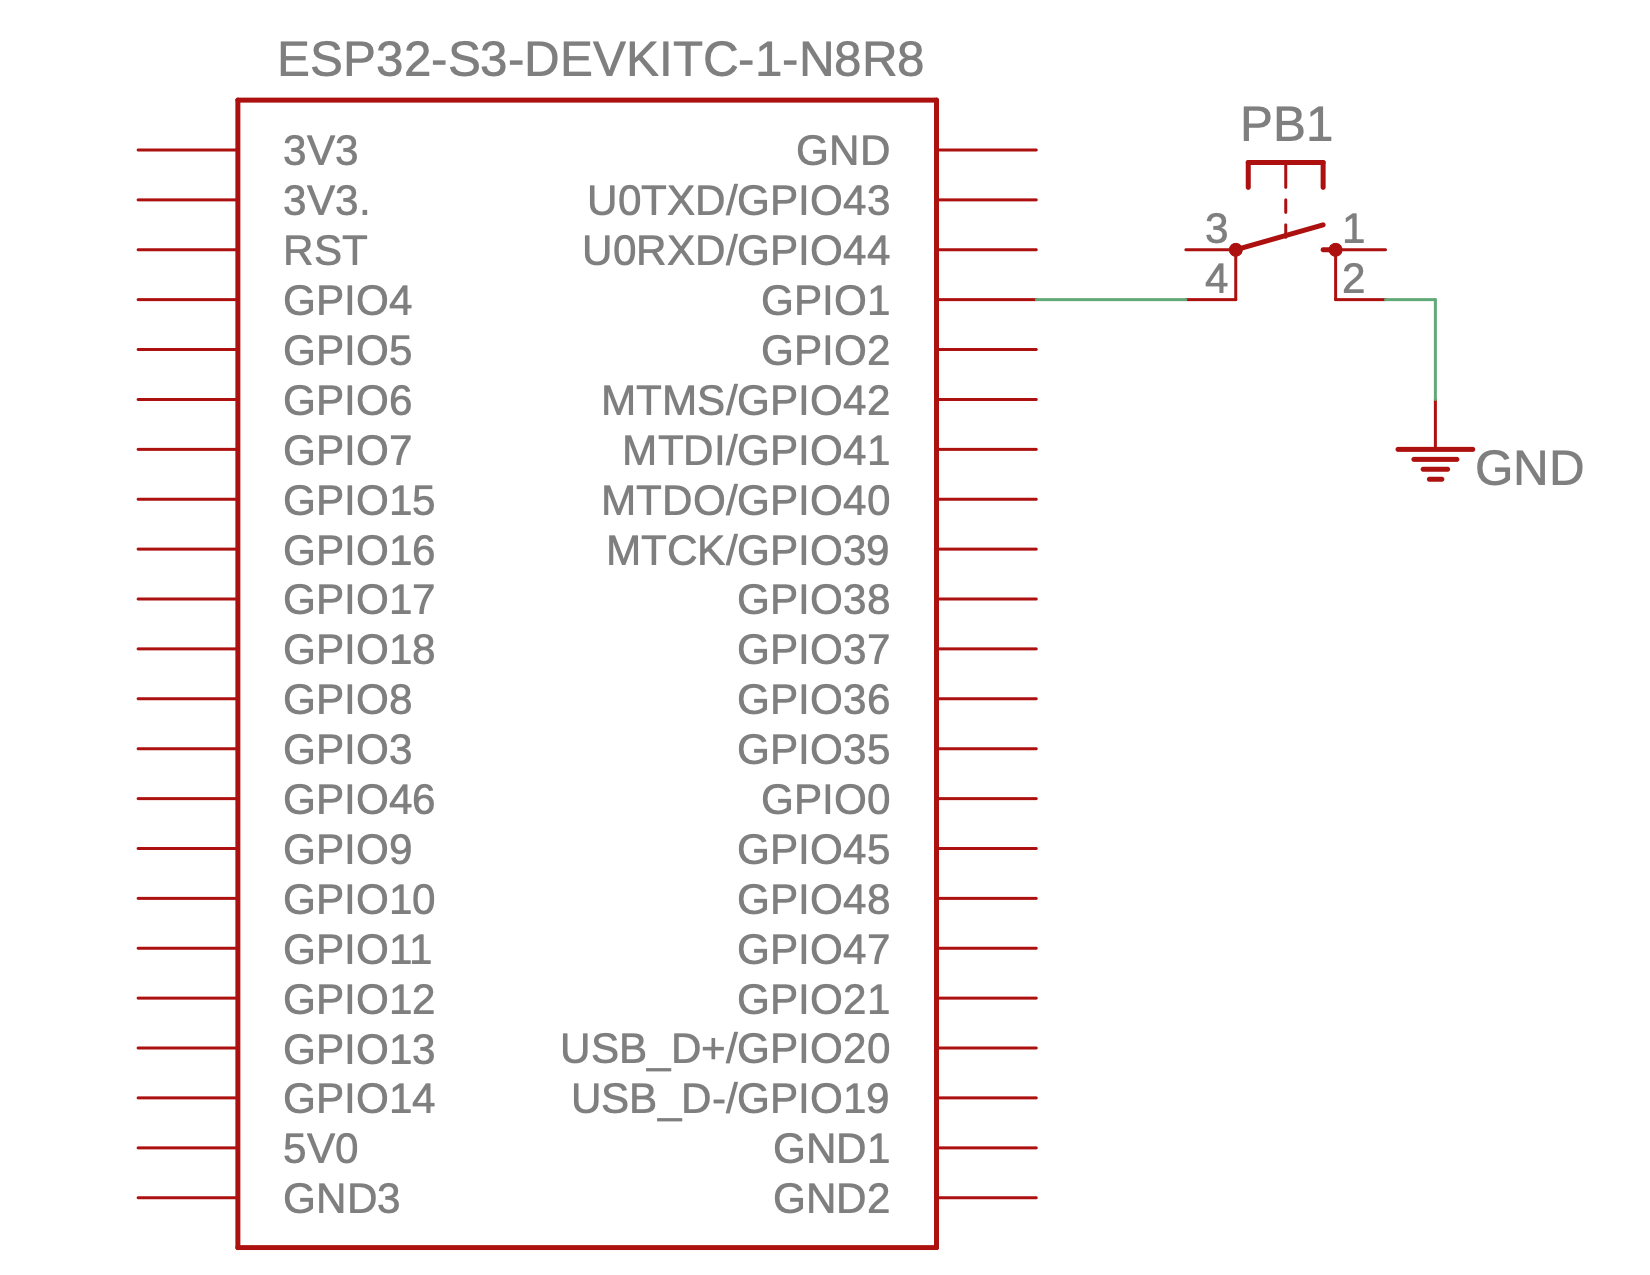 ESP32-S3-DEVKITC-1-N8R8
3V3
3V3.
RST
GPIO4
GPIO5
GPIO6
GPIO7
GPIO15
GPIO16
GPIO17
GPIO18
GPIO8
GPIO3
GPIO46
GPIO9
GPIO10
GPIO11
GPIO12
GPIO13
GPIO14
5V0
GND3
GND
U0TXD/GPIO43
U0RXD/GPIO44
GPIO1
GPIO2
MTMS/GPIO42
MTDI/GPIO41
MTDO/GPIO40
MTCK/GPIO39
GPIO38
GPIO37
GPIO36
GPIO35
GPIO0
GPIO45
GPIO48
GPIO47
GPIO21
USB_D+/GPIO20
USB_D-/GPIO19
GND1
GND2
PB1
3 1
4 2
GND